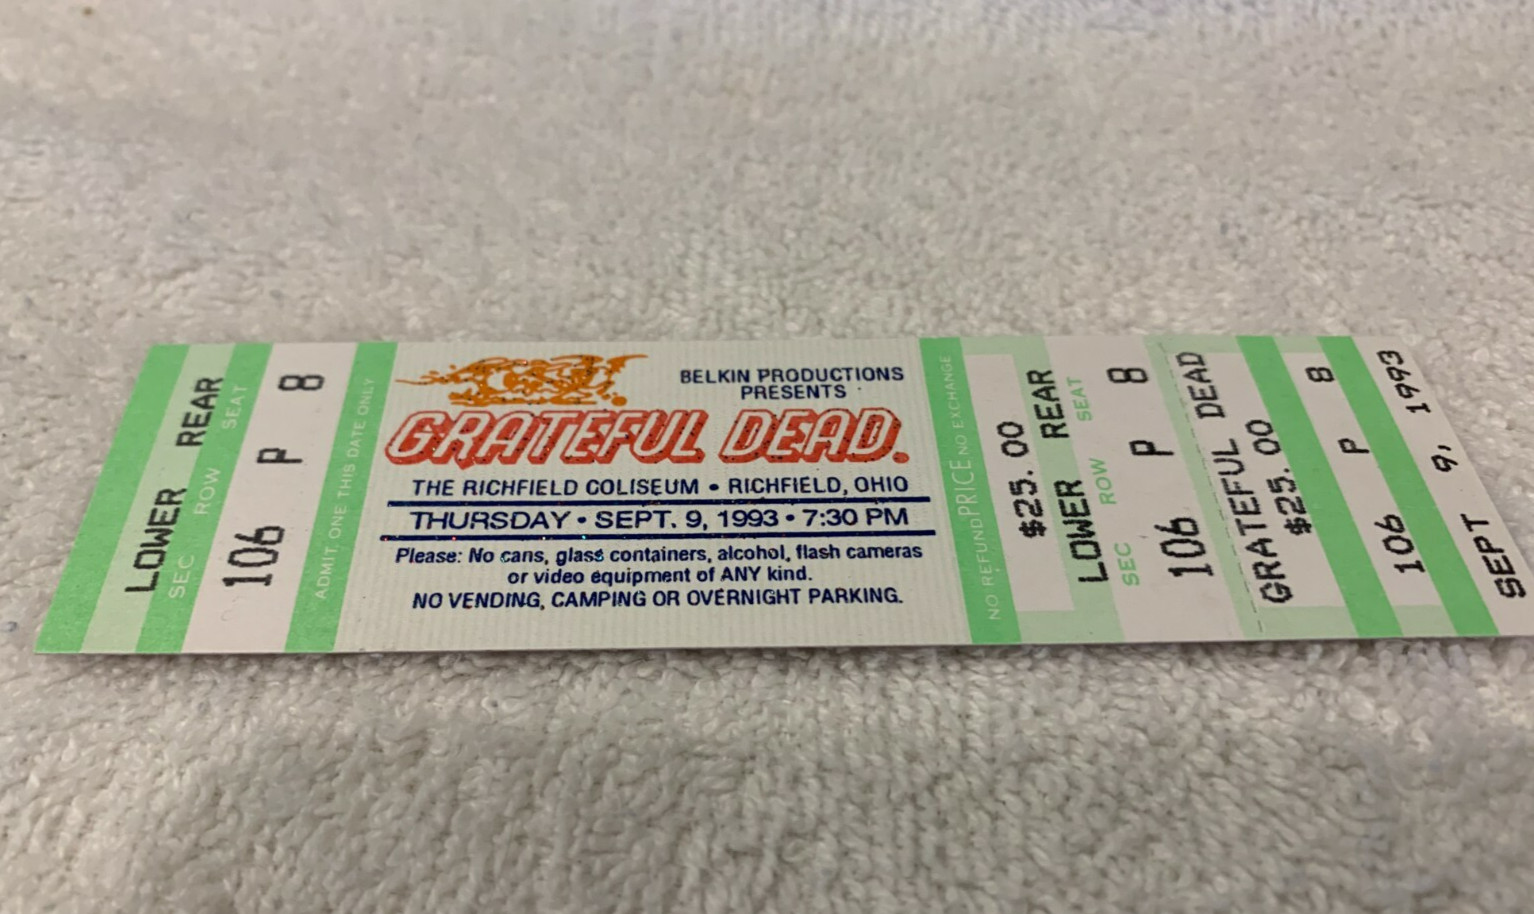 LOWER REAR
SEC ROW SEAT
106 P 8
ADMIT ONE THIS DATE ONLY
BELKIN PRODUCTIONS
PRESENTS
GRATEFUL DEAD.
THE RICHFIELD COLISEUM • RICHFIELD, OHIO
THURSDAY • SEPT. 9, 1993 • 7:30 PM
Please: No cans, glass containers, alcohol, flash cameras
or video equipment of ANY kind.
NO VENDING, CAMPING OR OVERNIGHT PARKING.
NO REFUND PRICE NO EXCHANGE
$25.00
LOWER REAR
SEC ROW SEAT
106 P 8
GRATEFUL DEAD
$25.00
106 P 8
SEPT 9, 1993